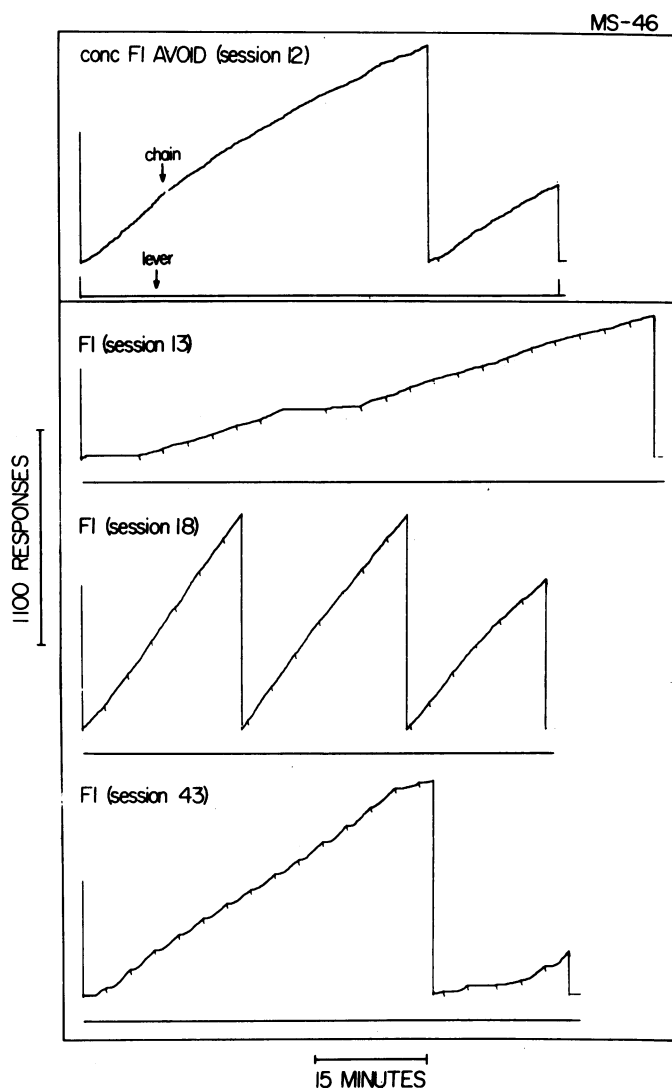 MS-46
conc FI AVOID (session 12)
chain
lever
FI (session 13)
1100 RESPONSES
FI (session 18)
FI (session 43)
15 MINUTES